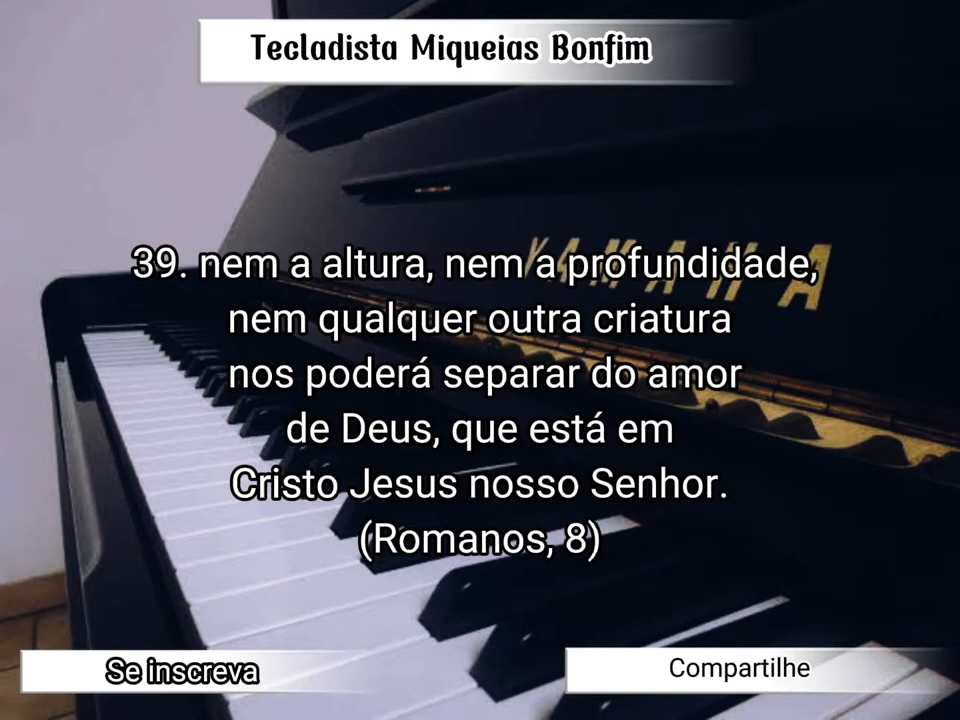 Tecladista Miqueias Bonfim
YAMAHA
39. nem a altura, nem a profundidade,
nem qualquer outra criatura
nos poderá separar do amor
de Deus, que está em
Cristo Jesus nosso Senhor.
(Romanos, 8)
Se inscreva
Compartilhe